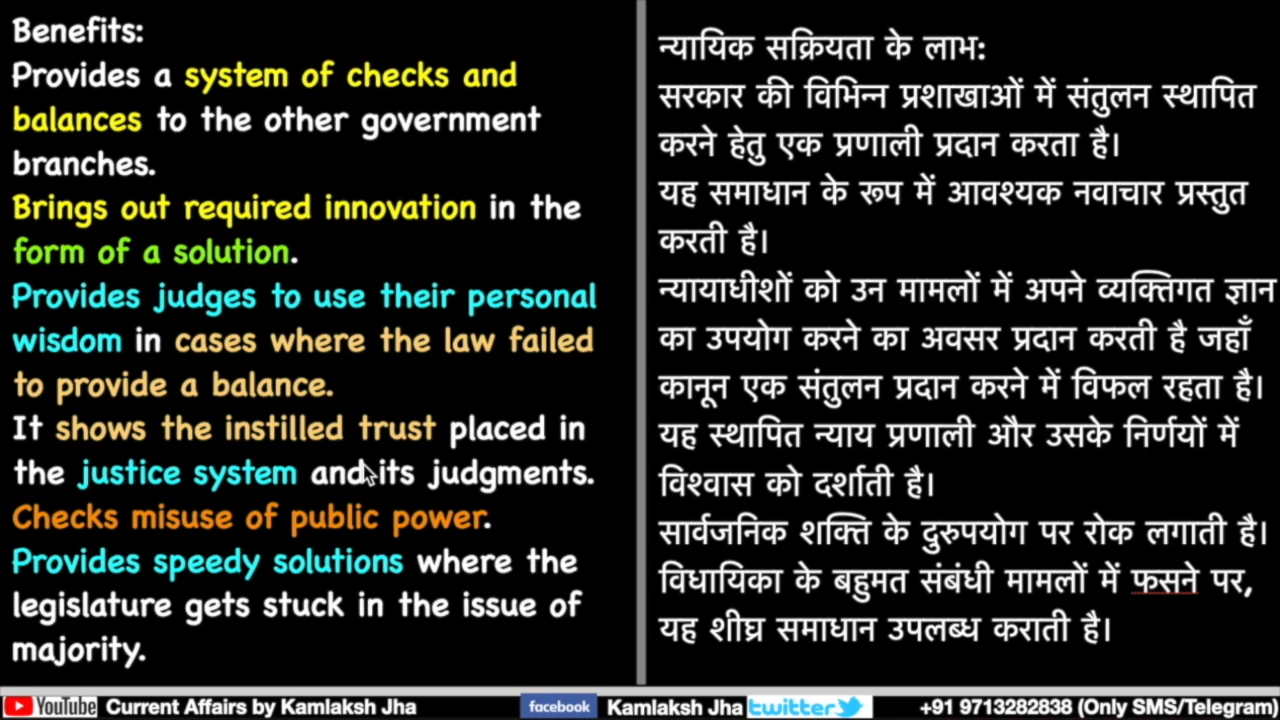 Benefits:
Provides a system of checks and
balances to the other government
branches.
Brings out required innovation in the
form of a solution.
Provides judges to use their personal
wisdom in cases where the law failed
to provide a balance.
It shows the instilled trust placed in
the justice system and its judgments.
Checks misuse of public power.
Provides speedy solutions where the
legislature gets stuck in the issue of
majority.
न्यायिक सक्रियता के लाभ:
सरकार की विभिन्न प्रशाखाओं में संतुलन स्थापित
करने हेतु एक प्रणाली प्रदान करता है।
यह समाधान के रूप में आवश्यक नवाचार प्रस्तुत
करती है।
न्यायाधीशों को उन मामलों में अपने व्यक्तिगत ज्ञान
का उपयोग करने का अवसर प्रदान करती है जहाँ
कानून एक संतुलन प्रदान करने में विफल रहता है।
यह स्थापित न्याय प्रणाली और उसके निर्णयों में
विश्वास को दर्शाती है।
सार्वजनिक शक्ति के दुरुपयोग पर रोक लगाती है।
विधायिका के बहुमत संबंधी मामलों में फसने पर,
यह शीघ्र समाधान उपलब्ध कराती है।
YouTube Current Affairs by Kamlaksh Jha facebook Kamlaksh Jha twitter +91 9713282838 (Only SMS/Telegram)